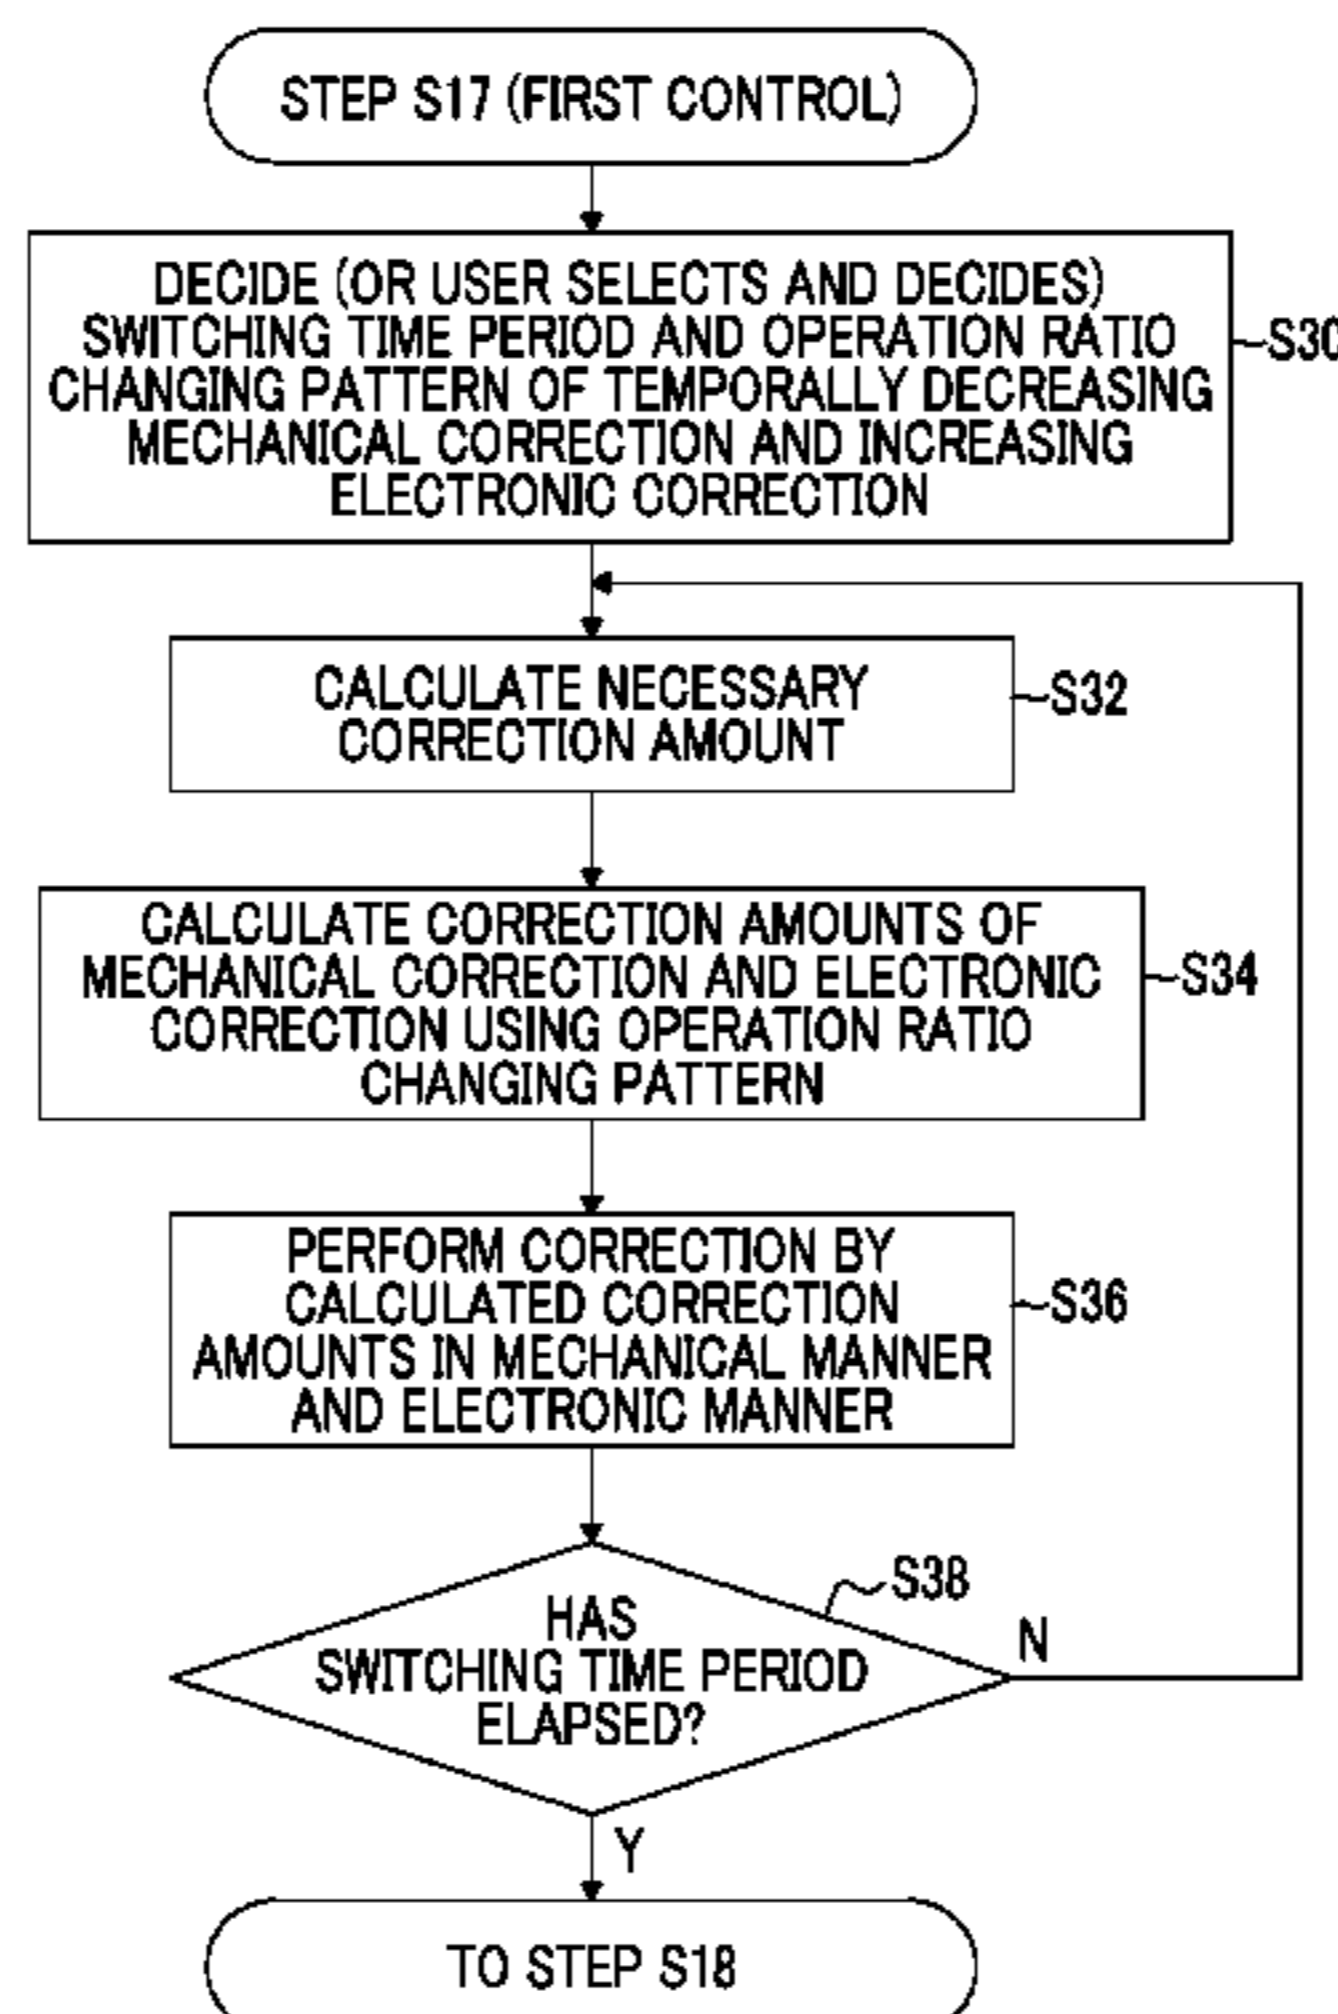 STEP S17 (FIRST CONTROL)
DECIDE (OR USER SELECTS AND DECIDES)
SWITCHING TIME PERIOD AND OPERATION RATIO
CHANGING PATTERN OF TEMPORALLY DECREASING
MECHANICAL CORRECTION AND INCREASING
ELECTRONIC CORRECTION
S30
CALCULATE NECESSARY
CORRECTION AMOUNT
S32
CALCULATE CORRECTION AMOUNTS OF
MECHANICAL CORRECTION AND ELECTRONIC
CORRECTION USING OPERATION RATIO
CHANGING PATTERN
S34
PERFORM CORRECTION BY
CALCULATED CORRECTION
AMOUNTS IN MECHANICAL MANNER
AND ELECTRONIC MANNER
S36
HAS
SWITCHING TIME PERIOD
ELAPSED?
S38
N
Y
TO STEP S18